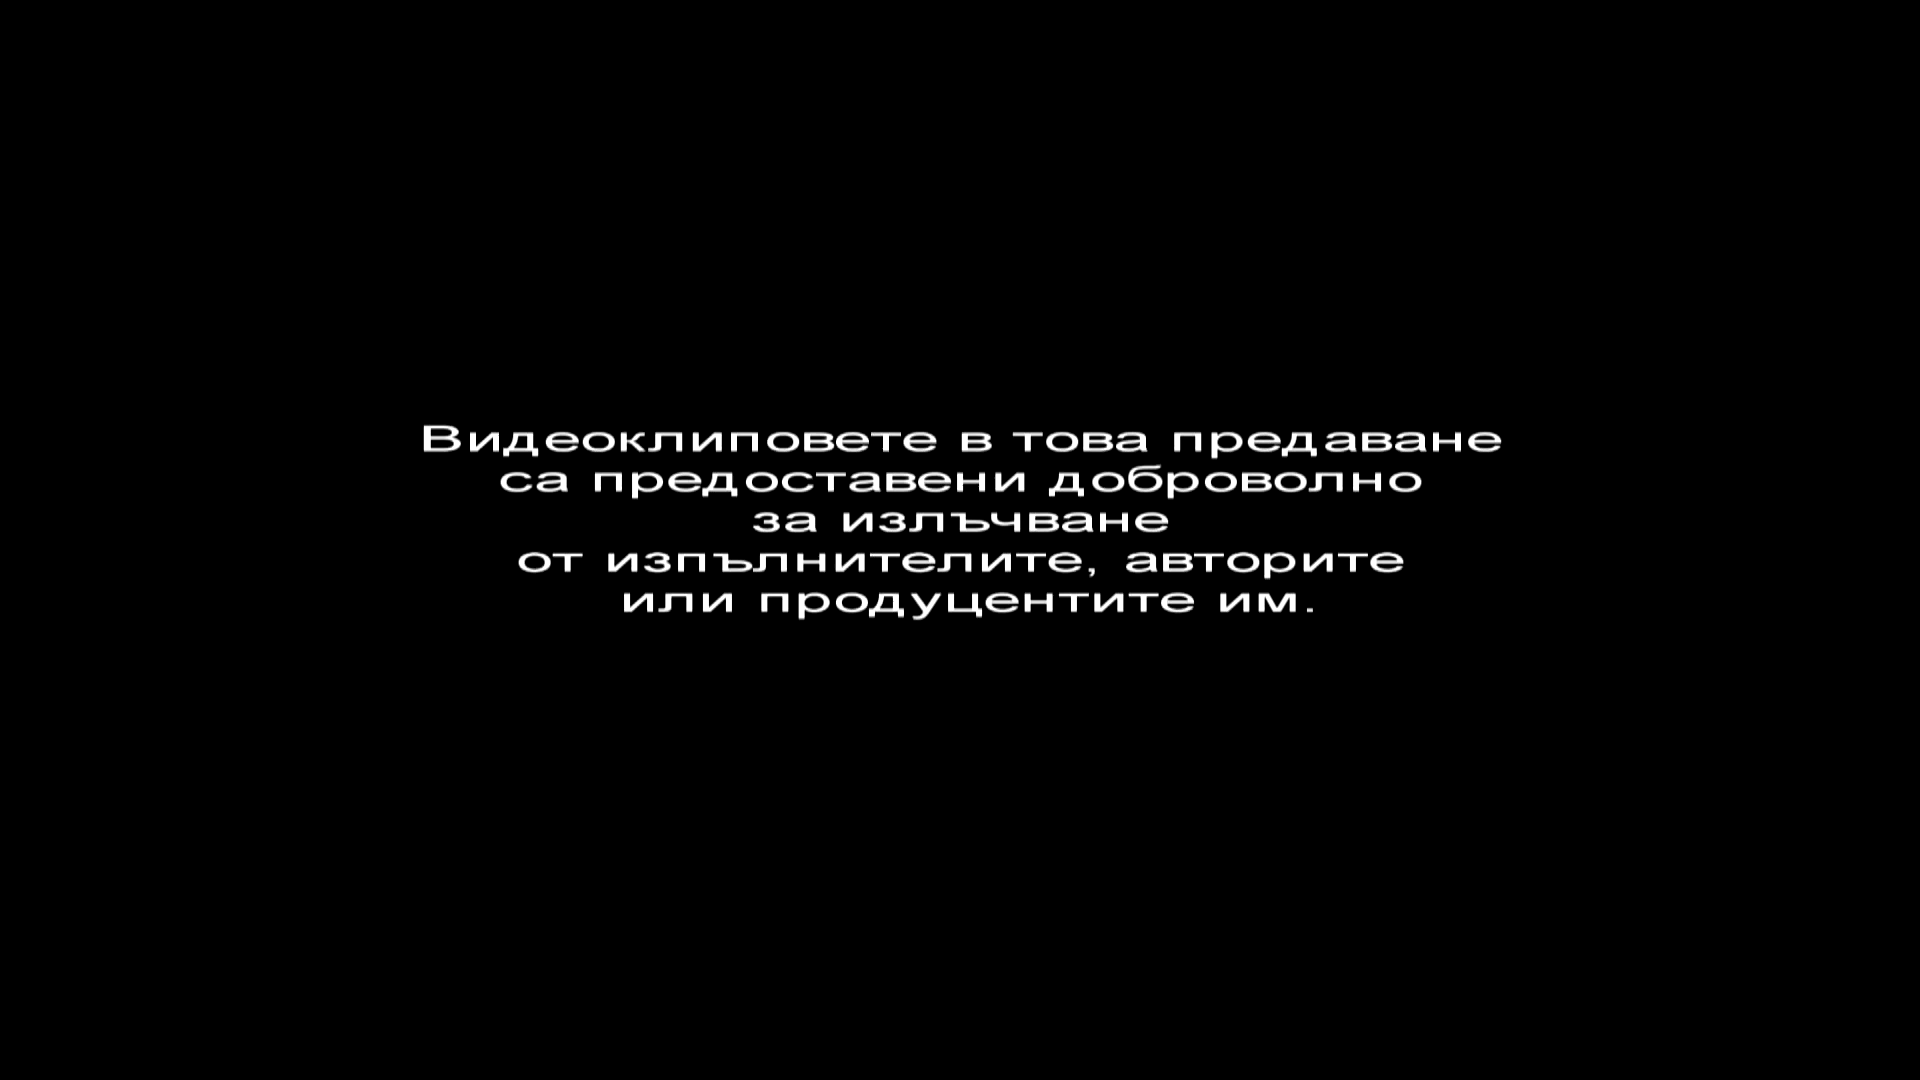 Видеоклиповете в това предаване
са предоставени доброволно
за излъчване
от изпълнителите, авторите
или продуцентите им.